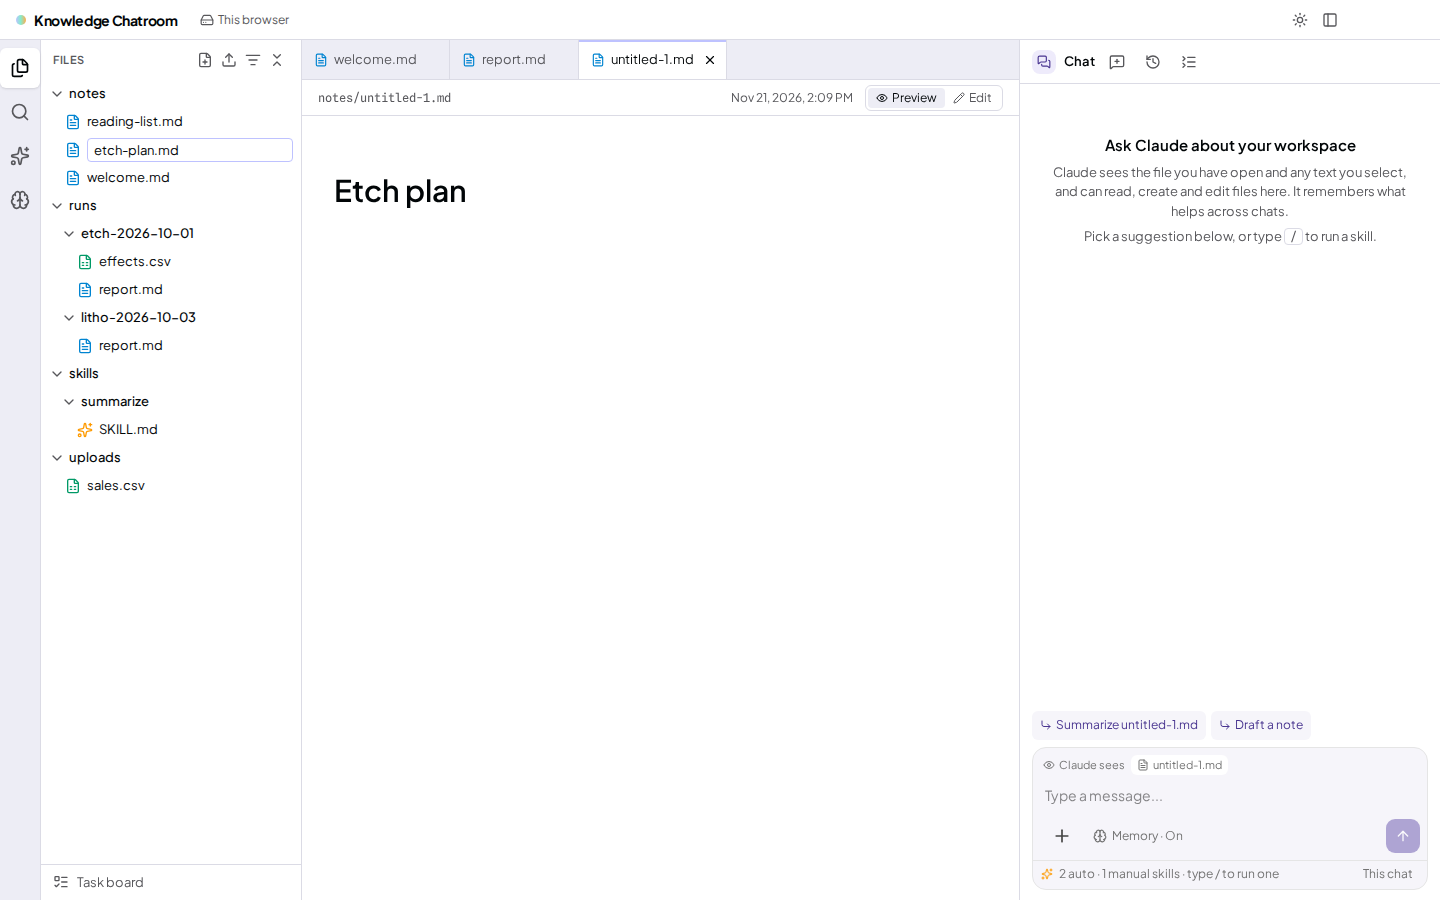 Knowledge Chatroom
This browser
FILES
notes
reading-list.md
etch-plan.md
welcome.md
runs
etch-2026-10-01
effects.csv
report.md
litho-2026-10-03
report.md
skills
summarize
SKILL.md
uploads
sales.csv
Task board
welcome.md
report.md
untitled-1.md
notes/untitled-1.md
Nov 21, 2026, 2:09 PM
Preview
Edit
Etch plan
Chat
Ask Claude about your workspace
Claude sees the file you have open and any text you select,
and can read, create and edit files here. It remembers what
helps across chats.
Pick a suggestion below, or type / to run a skill.
Summarize untitled-1.md
Draft a note
Claude sees
untitled-1.md
Type a message...
Memory · On
2 auto · 1 manual skills · type / to run one
This chat